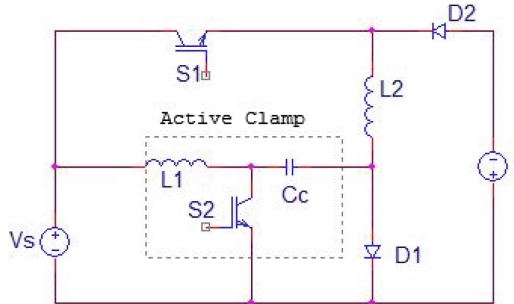 D2
S1
L2
Active Clamp
L1
Cc
S2
Vs
D1